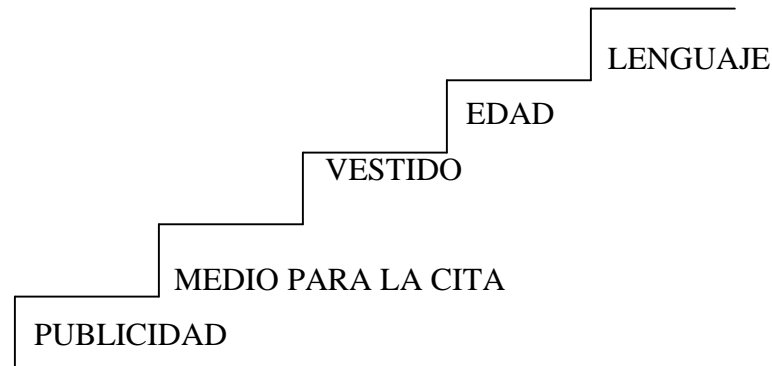 LENGUAJE
EDAD
VESTIDO
MEDIO PARA LA CITA
PUBLICIDAD